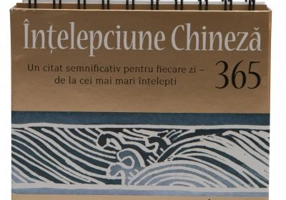 Înțelepciune Chineză
Un citat semnificativ pentru fiecare zi –
de la cei mai mari înțelepți
365